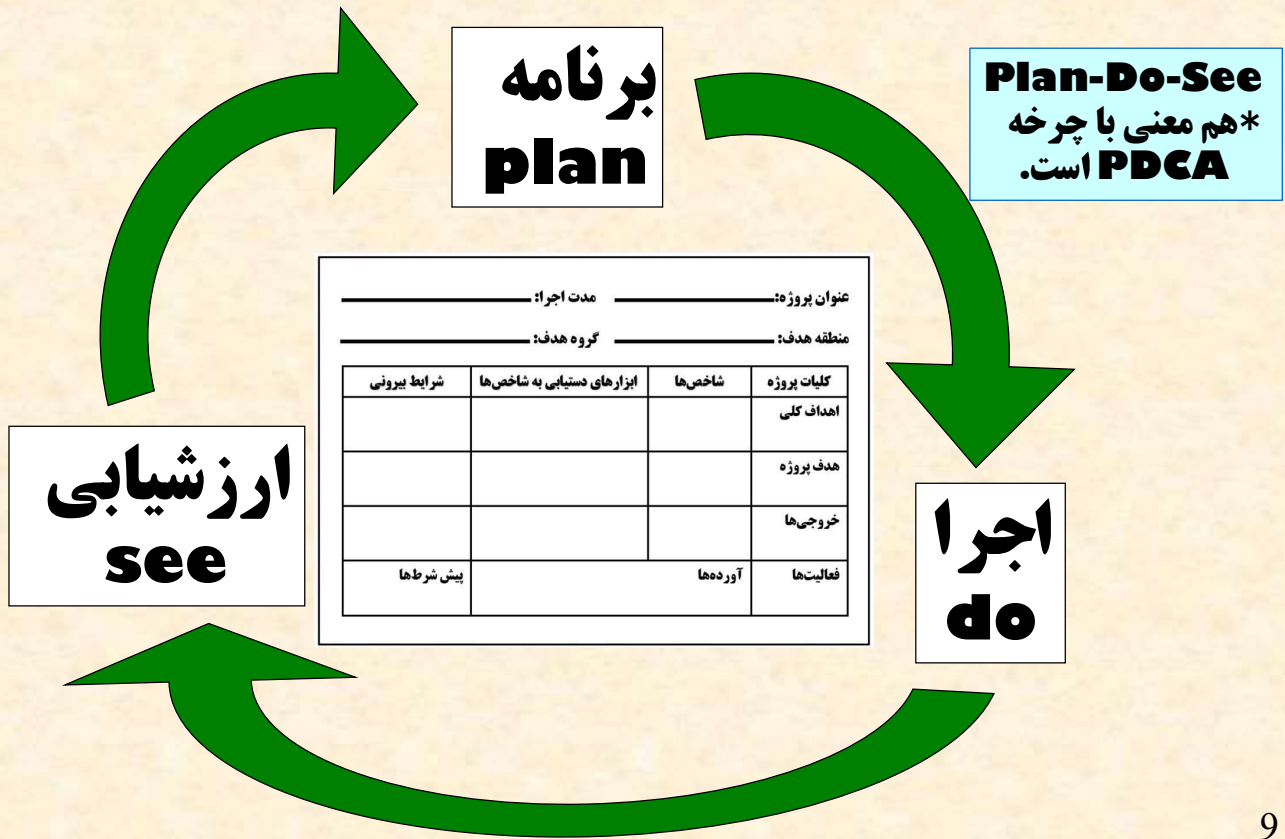 برنامه
plan
Plan-Do-See
*هم معنی با چرخه
PDCA است.
عنوان پروژه: مدت اجرا:
منطقه هدف: گروه هدف:
کلیات پروژه شاخص‌ها ابزارهای دستیابی به شاخص‌ها شرایط بیرونی
اهداف کلی
هدف پروژه
خروجی‌ها
فعالیت‌ها آورده‌ها پیش شرط‌ها
اجرا
do
ارزشیابی
see
9